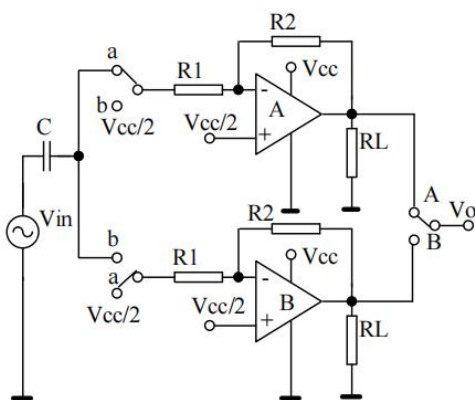 a
R1
R2
Vcc
-
A
b
Vcc/2
Vcc/2
+
C
RL
Vin
A
Vo
B
b
R1
R2
Vcc
a
-
B
Vcc/2
Vcc/2
+
RL